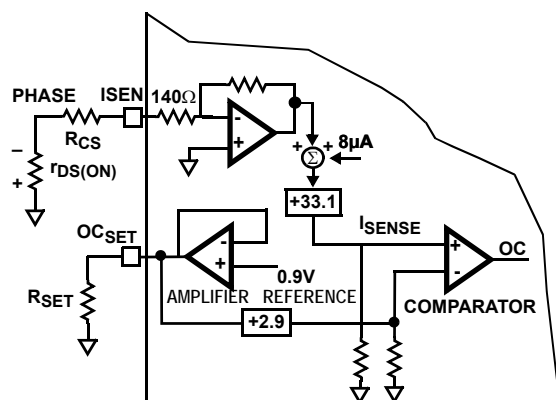 PHASE
ISEN
140Ω
RCS
−
+
rDS(ON)
-
+
+
+
Σ
8µA
+33.1
OCSET
-
+
0.9V
AMPLIFIER REFERENCE
ISENSE
+
-
OC
COMPARATOR
RSET
+2.9